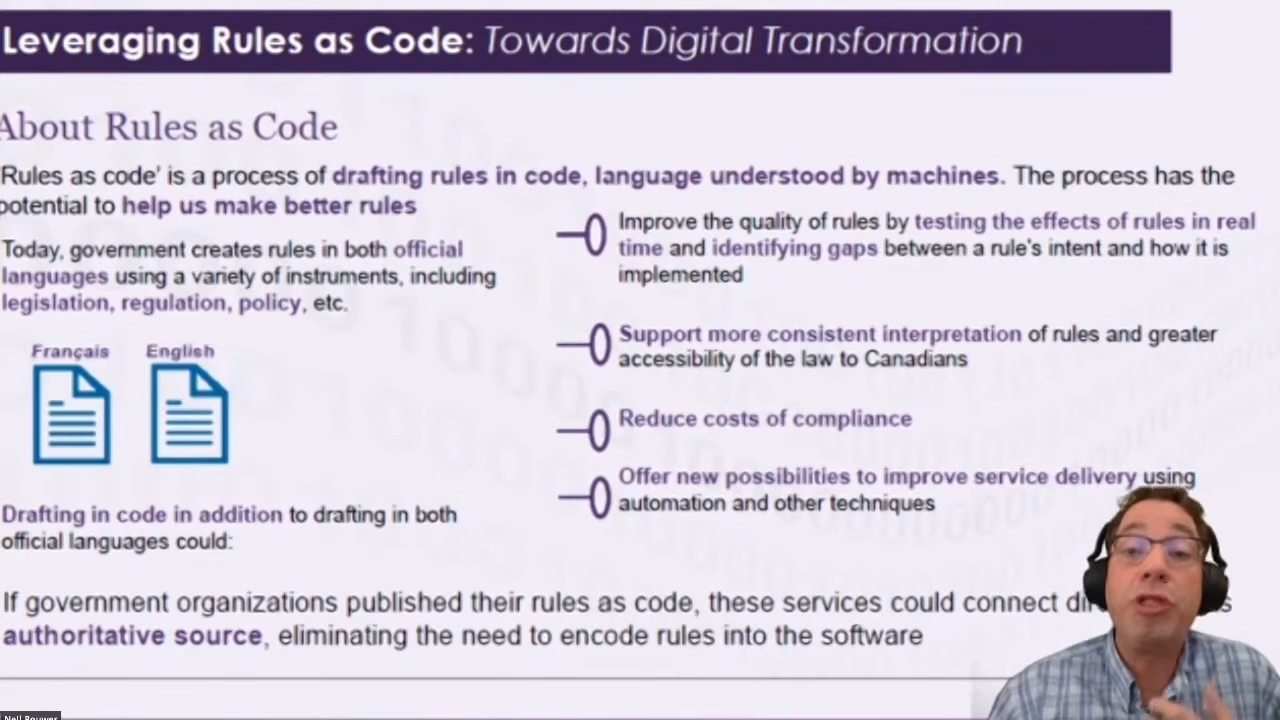 Leveraging Rules as Code: Towards Digital Transformation
About Rules as Code
Rules as code' is a process of drafting rules in code, language understood by machines. The process has the
potential to help us make better rules
Today, government creates rules in both official
languages using a variety of instruments, including
legislation, regulation, policy, etc.
Français English
Drafting in code in addition to drafting in both
official languages could:
Improve the quality of rules by testing the effects of rules in real
time and identifying gaps between a rule's intent and how it is
implemented
Support more consistent interpretation of rules and greater
accessibility of the law to Canadians
Reduce costs of compliance
Offer new possibilities to improve service delivery using
automation and other techniques
If government organizations published their rules as code, these services could connect
authoritative source, eliminating the need to encode rules into the software